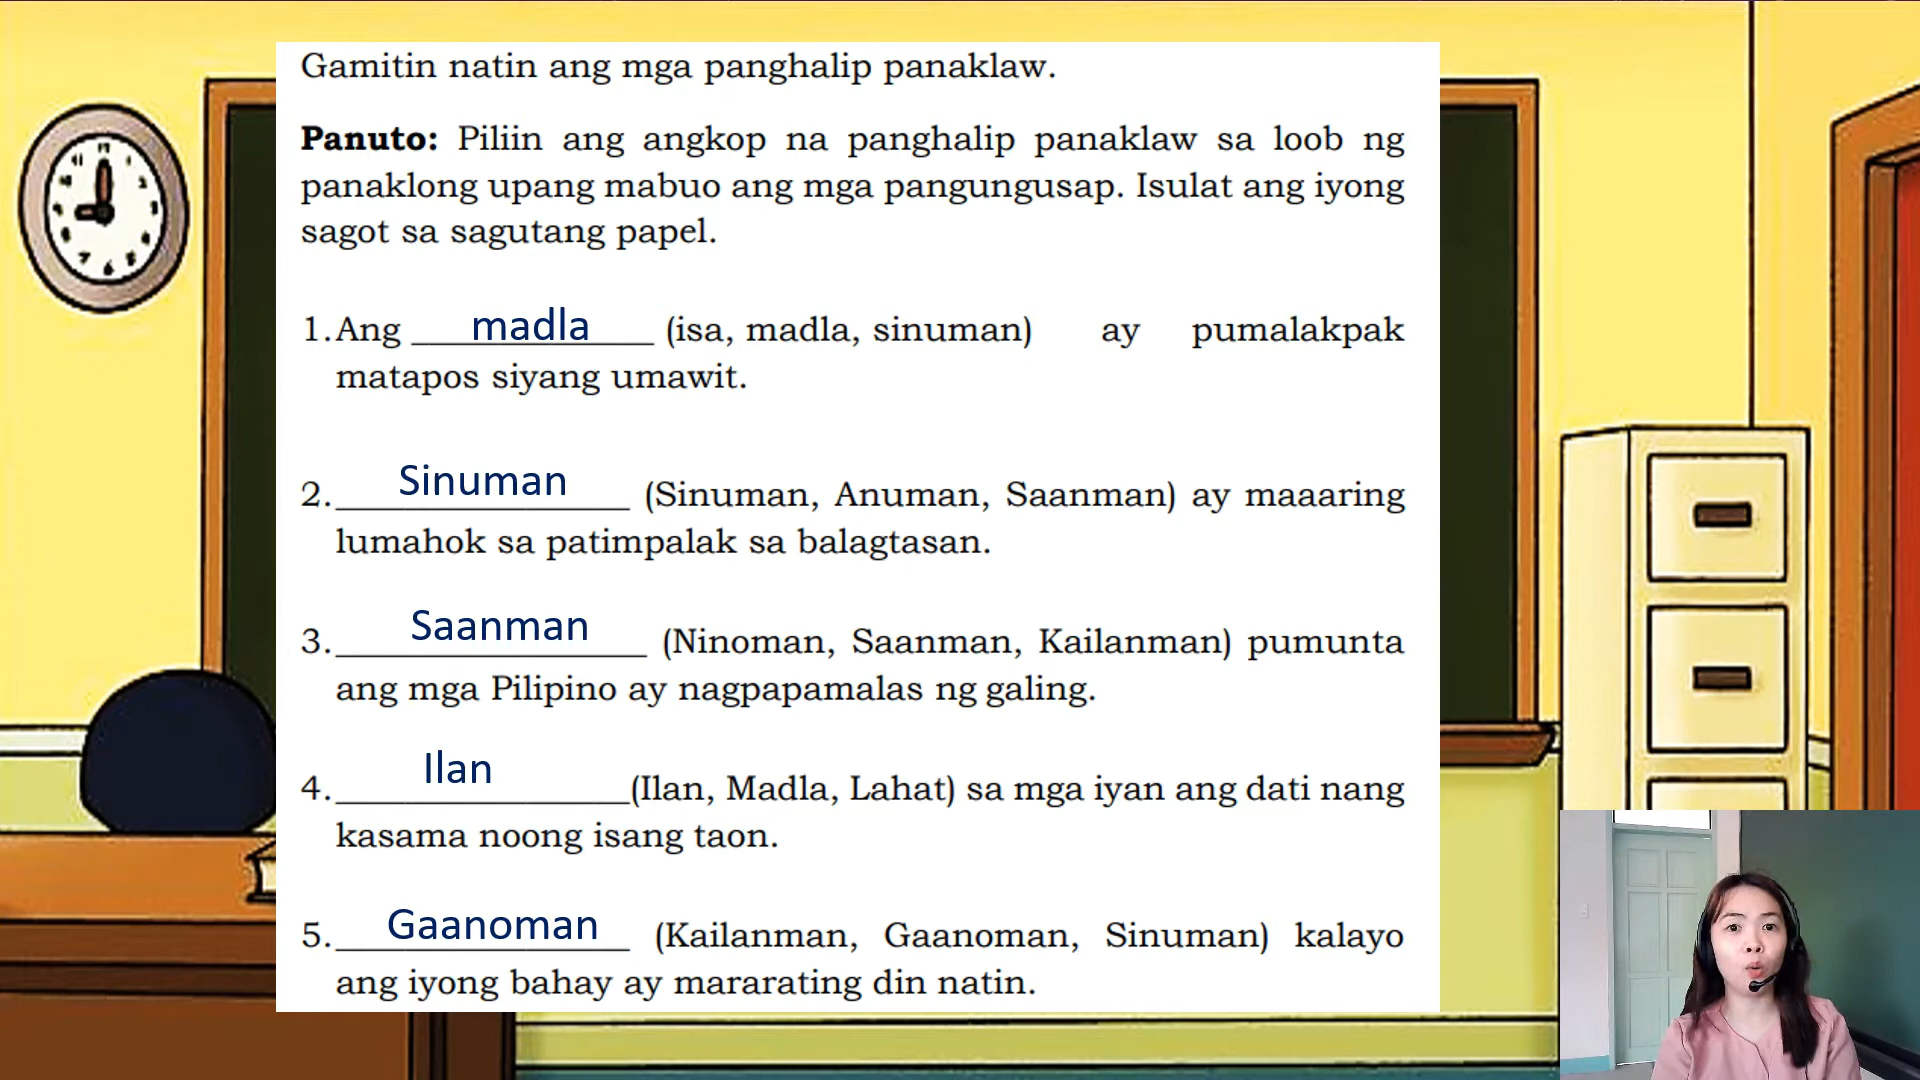 Gamitin natin ang mga panghalip panaklaw.
Panuto: Piliin ang angkop na panghalip panaklaw sa loob ng
panaklong upang mabuo ang mga pangungusap. Isulat ang iyong
sagot sa sagutang papel.
1. Ang madla (isa, madla, sinuman) ay pumalakpak
matapos siyang umawit.
2. Sinuman (Sinuman, Anuman, Saanman) ay maaaring
lumahok sa patimpalak sa balagtasan.
3. Saanman (Ninoman, Saanman, Kailanman) pumunta
ang mga Pilipino ay nagpapamalas ng galing.
4. Ilan (Ilan, Madla, Lahat) sa mga iyan ang dati nang
kasama noong isang taon.
5. Gaanoman (Kailanman, Gaanoman, Sinuman) kalayo
ang iyong bahay ay mararating din natin.